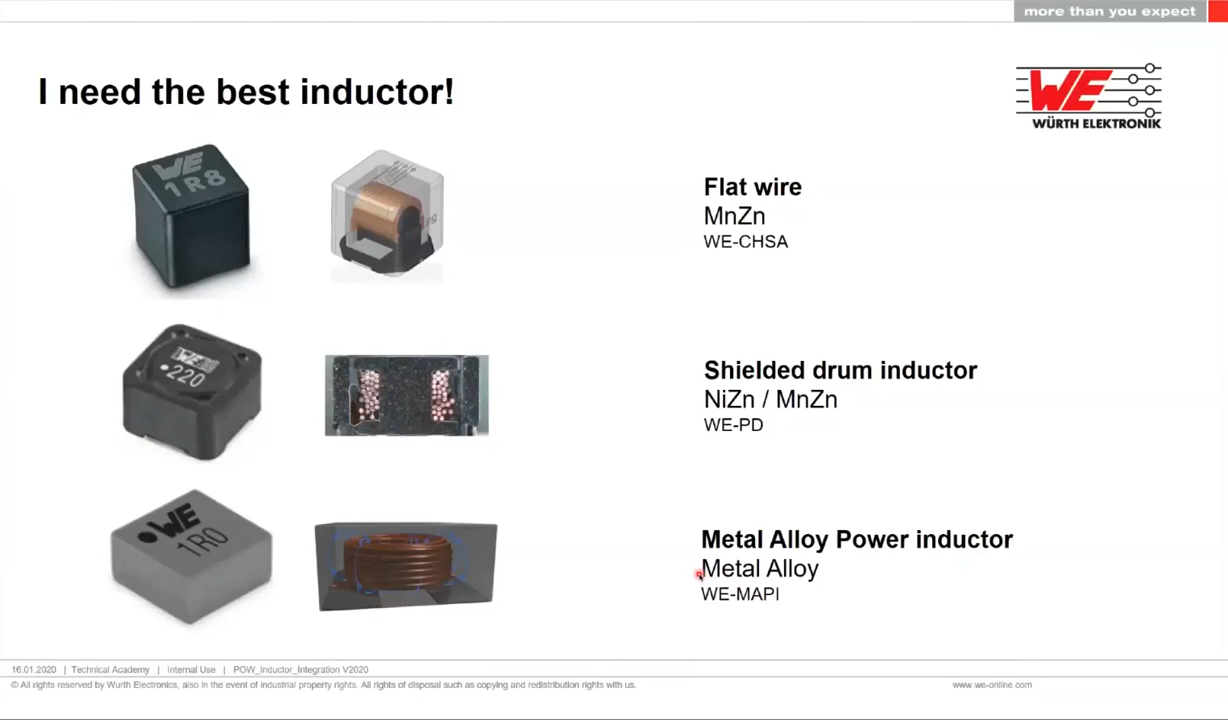 more than you expect
I need the best inductor!
WE
WÜRTH ELEKTRONIK
WE
1R8
Flat wire
MnZn
WE-CHSA
WE
220
Shielded drum inductor
NiZn / MnZn
WE-PD
WE
1R0
Metal Alloy Power inductor
Metal Alloy
WE-MAPI
16.01.2020 | Technical Academy | Internal Use | POW_Inductor_Integration V2020
© All rights reserved by Wurth Electronics, also in the event of industrial property rights. All rights of disposal such as copying and redistribution rights with us.
www.we-online.com